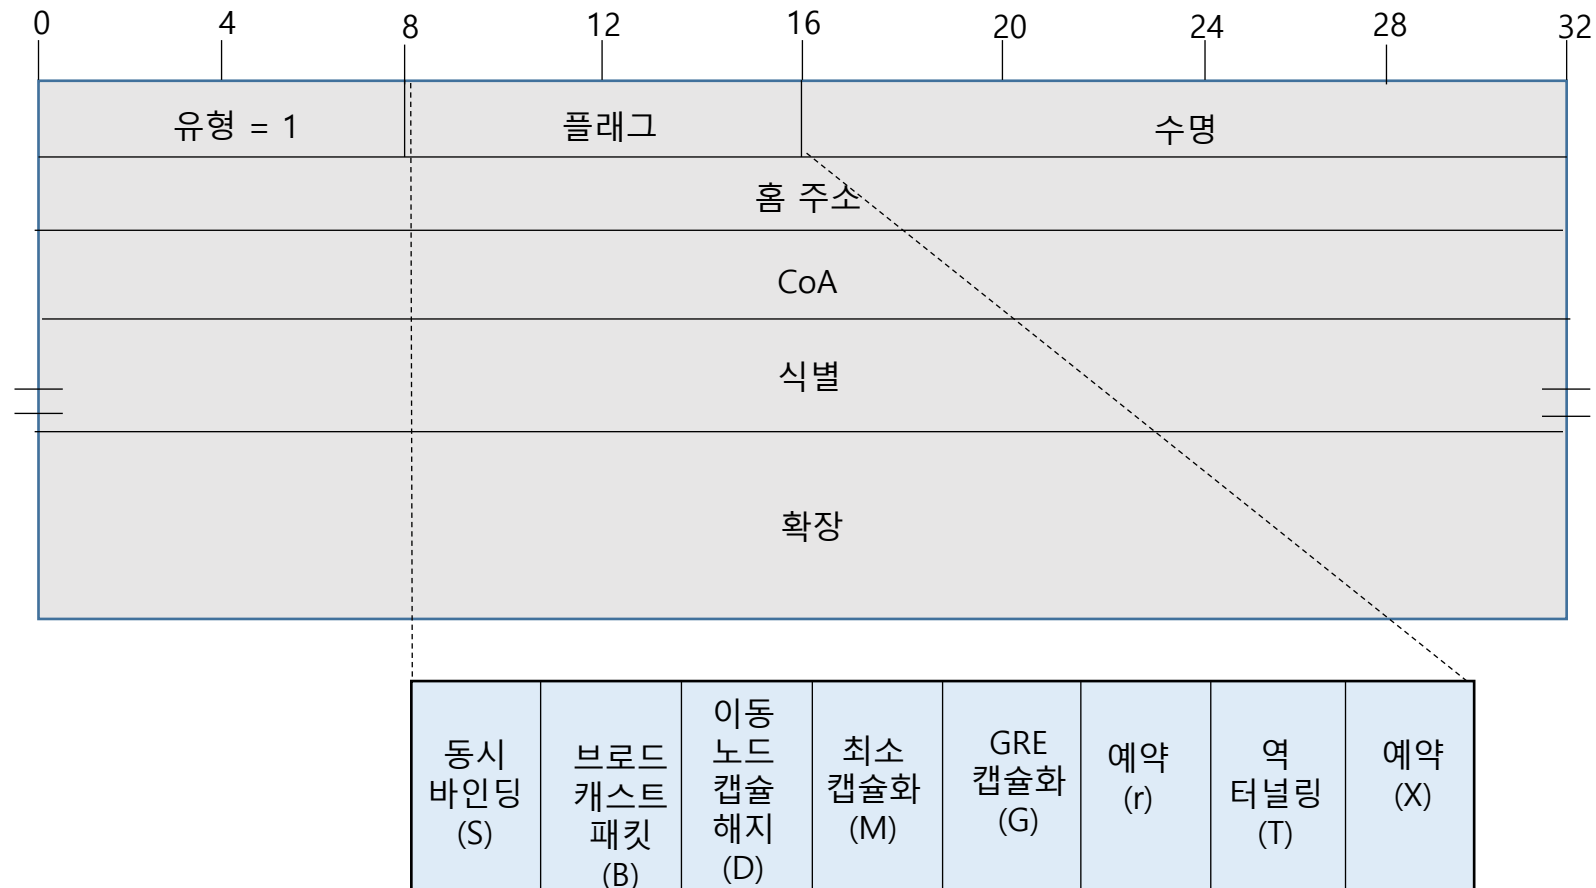 0 4 8 12 16 20 24 28 32
유형 = 1 플래그 수명
홈 주소
CoA
식별
확장
동시
바인딩
(S)
브로드
캐스트
패킷
(B)
이동
노드
캡슐
해지
(D)
최소
캡슐화
(M)
GRE
캡슐화
(G)
예약
(r)
역
터널링
(T)
예약
(X)